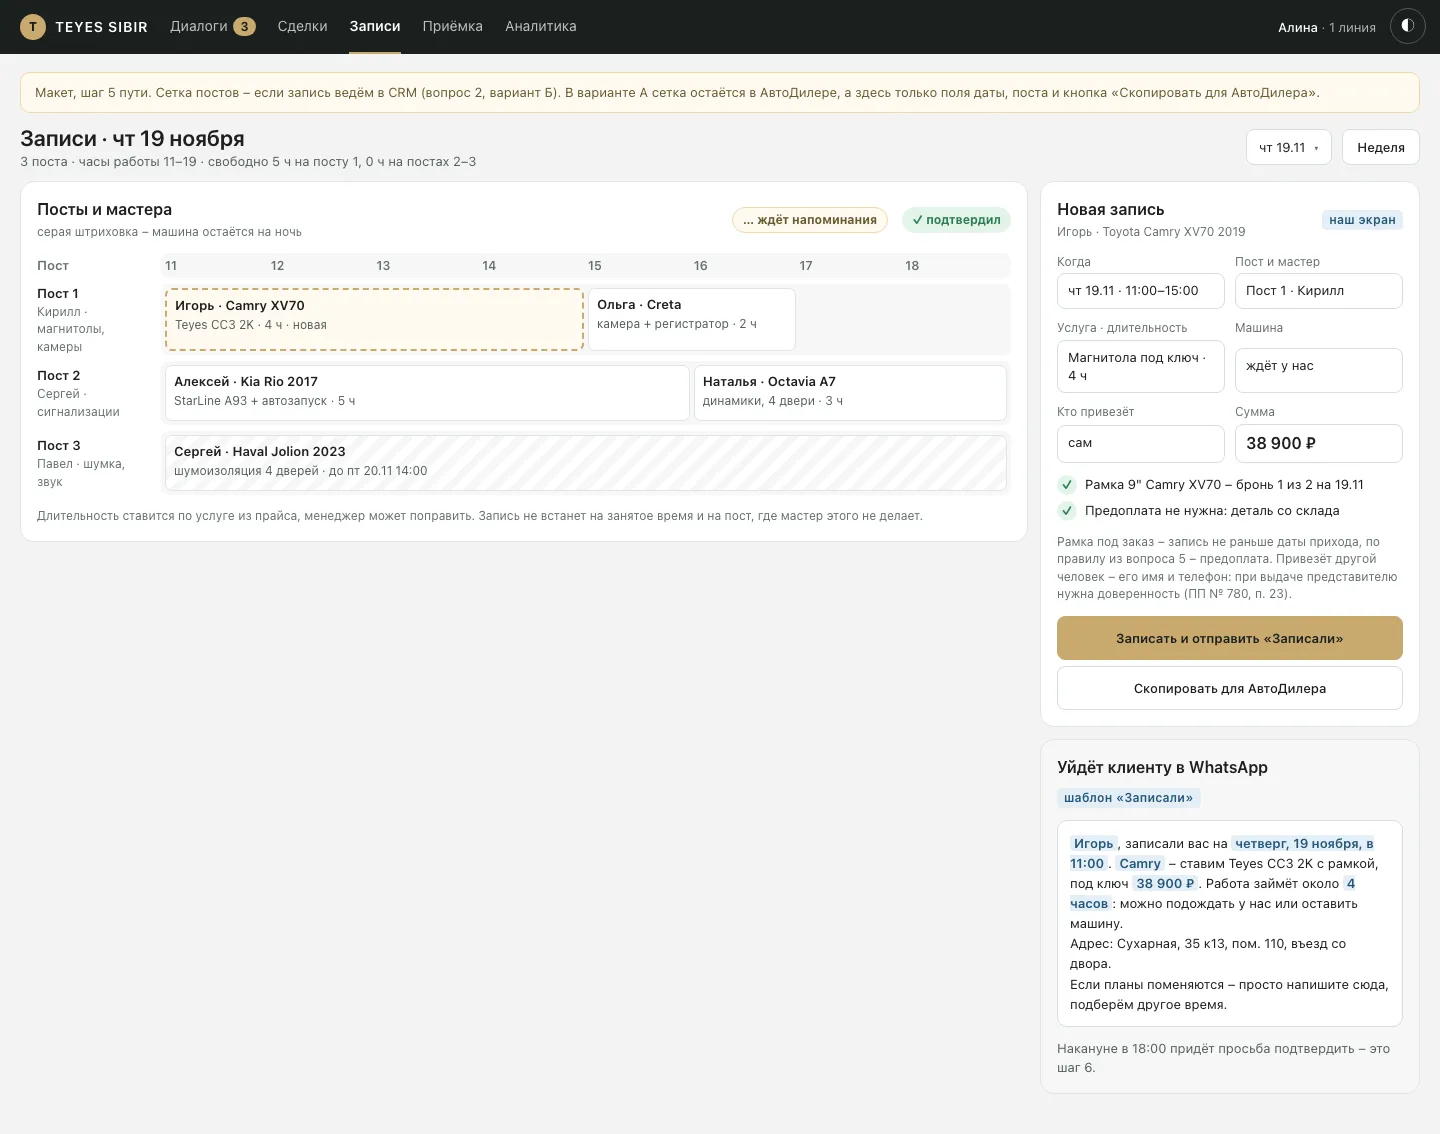 T TEYES SIBIR Диалоги 3 Сделки Записи Приёмка Аналитика Алина · 1 линия
Макет, шаг 5 пути. Сетка постов – если запись ведём в CRM (вопрос 2, вариант Б). В варианте А сетка остаётся в АвтоДилере, а здесь только поля даты, поста и кнопка «Скопировать для АвтоДилера».
Записи · чт 19 ноября
3 поста · часы работы 11–19 · свободно 5 ч на посту 1, 0 ч на постах 2–3
чт 19.11 Неделя
Посты и мастера
серая штриховка – машина остаётся на ночь
... ждёт напоминания ✓ подтвердил
Пост 11 12 13 14 15 16 17 18
Пост 1
Кирилл ·
магнитолы,
камеры
Игорь · Camry XV70
Teyes CC3 2K · 4 ч · новая
Ольга · Creta
камера + регистратор · 2 ч
Пост 2
Сергей ·
сигнализации
Алексей · Kia Rio 2017
StarLine A93 + автозапуск · 5 ч
Наталья · Octavia A7
динамики, 4 двери · 3 ч
Пост 3
Павел · шумка,
звук
Сергей · Haval Jolion 2023
шумоизоляция 4 дверей · до пт 20.11 14:00
Длительность ставится по услуге из прайса, менеджер может поправить. Запись не встанет на занятое время и на пост, где мастер этого не делает.
Новая запись
Игорь · Toyota Camry XV70 2019
наш экран
Когда Пост и мастер
чт 19.11 · 11:00–15:00 Пост 1 · Кирилл
Услуга · длительность Машина
Магнитола под ключ ·
4 ч
ждёт у нас
Кто привезёт Сумма
сам 38 900 ₽
✓ Рамка 9" Camry XV70 – бронь 1 из 2 на 19.11
✓ Предоплата не нужна: деталь со склада
Рамка под заказ – запись не раньше даты прихода, по
правилу из вопроса 5 – предоплата. Привезёт другой
человек – его имя и телефон: при выдаче представителю
нужна доверенность (ПП № 780, п. 23).
Записать и отправить «Записали»
Скопировать для АвтоДилера
Уйдёт клиенту в WhatsApp
шаблон «Записали»
Игорь , записали вас на четверг, 19 ноября, в
11:00 . Camry – ставим Teyes CC3 2K с рамкой,
под ключ 38 900 ₽ . Работа займёт около 4
часов : можно подождать у нас или оставить
машину.
Адрес: Сухарная, 35 к13, пом. 110, въезд со
двора.
Если планы поменяются – просто напишите сюда,
подберём другое время.
Накануне в 18:00 придёт просьба подтвердить – это
шаг 6.